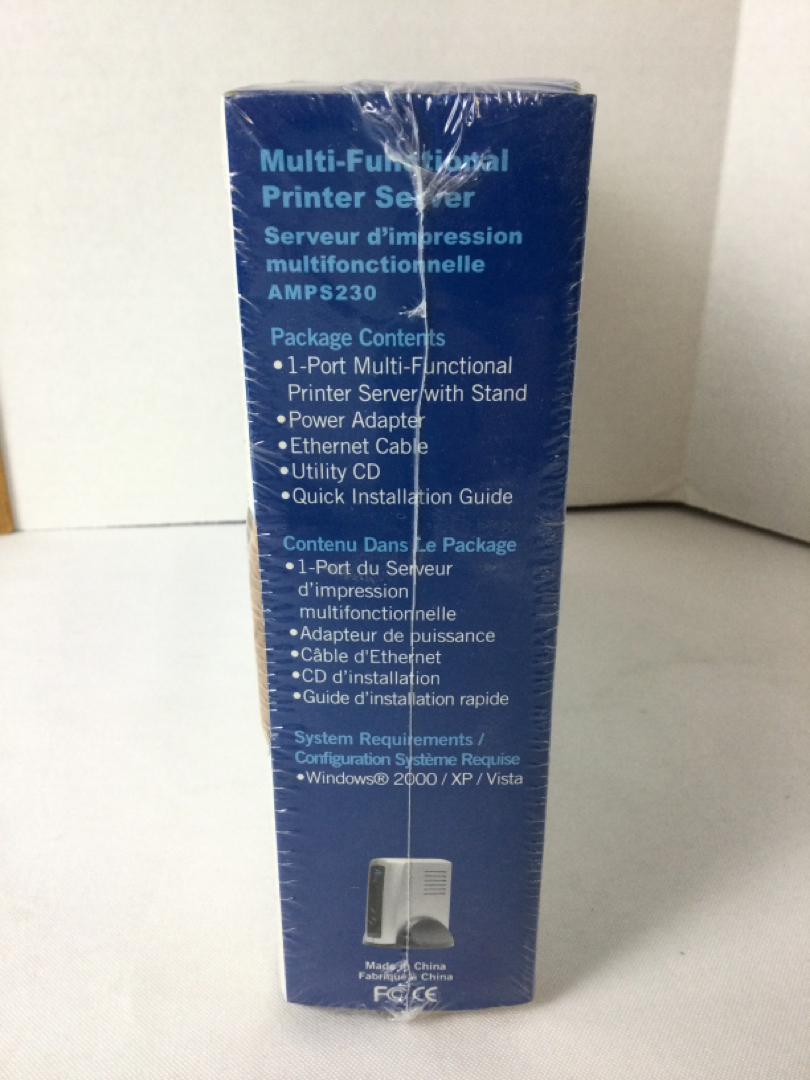 Multi-Functional
Printer Server
Serveur d'impression
multifonctionnelle
AMPS230
Package Contents
•1-Port Multi-Functional
Printer Server with Stand
•Power Adapter
•Ethernet Cable
•Utility CD
•Quick Installation Guide
Contenu Dans Le Package
•1-Port du Serveur
d'impression
multifonctionnelle
•Adapteur de puissance
•Câble d'Ethernet
•CD d'installation
•Guide d'installation rapide
System Requirements /
Configuration Système Requise
•Windows® 2000 / XP / Vista
Made in China
Fabriqué à China
FC CE